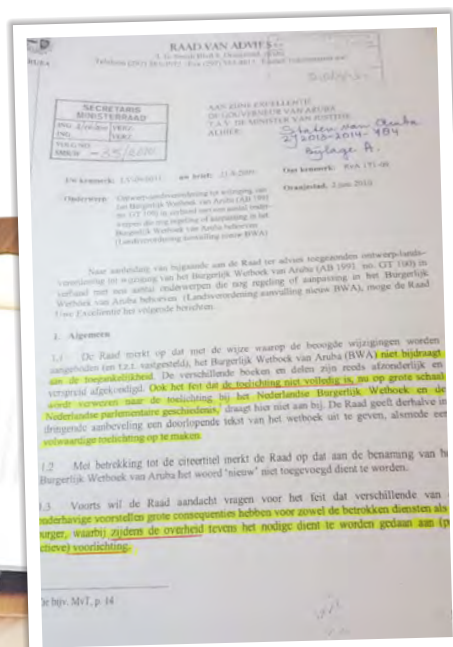 RAAD VAN ADVIES
SECRETARIS
MINISTERRAAD
AAN ZIJNE EXCELLENTIE
DE GOUVERNEUR VAN ARUBA
T.A.V. DE MINISTER VAN JUSTITIE
ALHIER.
Staten van Aruba
Bijlage A.
Uw kenmerk:
Ons kenmerk: RvA 171-09
Onderwerp:
Oranjestad, 2 juni 2010
Naar aanleiding van bijgaande aan de Raad ter advies toegezonden ontwerp-lands-
verordening tot wijziging van het Burgerlijk Wetboek van Aruba (AB 1991 no. GT 100) in
verband met een aantal onderwerpen die nog regeling of aanpassing in het Burgerlijk
Wetboek van Aruba behoeven (Landsverordening aanvulling nieuw BWA), moge de Raad
Uwe Excellentie het volgende berichten.
1. Algemeen
1.1 De Raad merkt op dat met de wijze waarop de beoogde wijzigingen worden
aangeboden (en t.z.t. vastgesteld), het Burgerlijk Wetboek van Aruba (BWA) niet bijdraagt
aan de toegankelijkheid. De verschillende boeken en delen zijn reeds afzonderlijk en
verspreid afgekondigd. Ook het feit dat de toelichting niet volledig is, nu op grote schaal
wordt verwezen naar de toelichting bij het Nederlandse Burgerlijk Wetboek en de
Nederlandse parlementaire geschiedenis, draagt hier niet aan bij. De Raad geeft derhalve in
dringende aanbeveling een doorlopende tekst van het wetboek uit te geven, alsmede een
volwaardige toelichting op te maken.
1.2 Met betrekking tot de citeertitel merkt de Raad op dat aan de benaming van he
Burgerlijk Wetboek van Aruba het woord 'nieuw' niet toegevoegd dient te worden.
1.3 Voorts wil de Raad aandacht vragen voor het feit dat verschillende van
onderhavige voorstellen grote consequenties hebben voor zowel de betrokken diensten als
burger, waarbij zijdens de overheid tevens het nodige dient te worden gedaan aan (p
ctieve) voorlichting.
bijv. MvT, p. 14